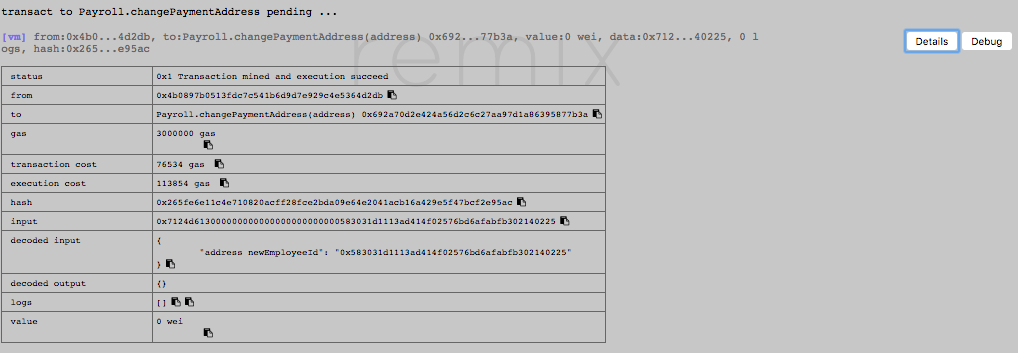 transact to Payroll.changePaymentAddress pending ...
remix
[vm] from:0x4b0...4d2db, to:Payroll.changePaymentAddress(address) 0x692...77b3a, value:0 wei, data:0x712...40225, 0 l
ogs, hash:0x265...e95ac
Details Debug
status 0x1 Transaction mined and execution succeed
from 0x4b0897b0513fdc7c541b6d9d7e929c4e5364d2db
to Payroll.changePaymentAddress(address) 0x692a70d2e424a56d2c6c27aa97d1a86395877b3a
gas 3000000 gas
transaction cost 76534 gas
execution cost 113854 gas
hash 0x265fe6e11c4e710820acff28fce2bda09e64e2041acb16a429e5f47bcf2e95ac
input 0x7124d613000000000000000000000000583031d1113ad414f02576bd6afabfb302140225
decoded input {
"address newEmployeeId": "0x583031d1113ad414f02576bd6afabfb302140225"
}
decoded output {}
logs []
value 0 wei